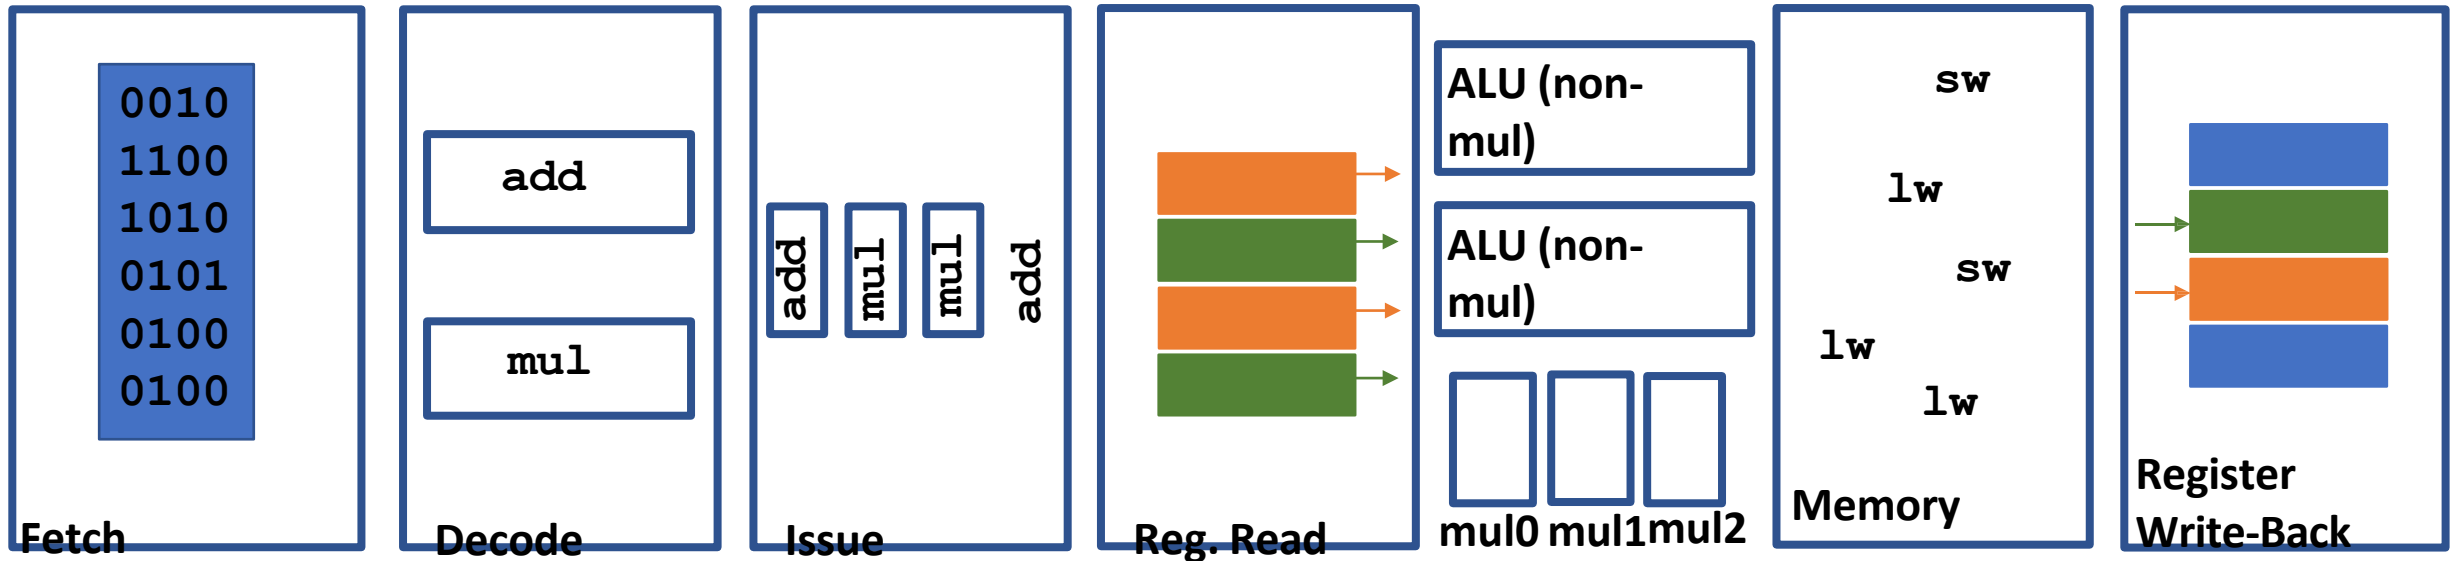 0010
1100
1010
0101
0100
0100
Fetch
add
mul
Decode
add
mul
mul
add
Issue
Reg. Read
ALU (non-
mul)
ALU (non-
mul)
mul0 mul1 mul2
sw
lw
sw
lw
lw
Memory
Register
Write-Back